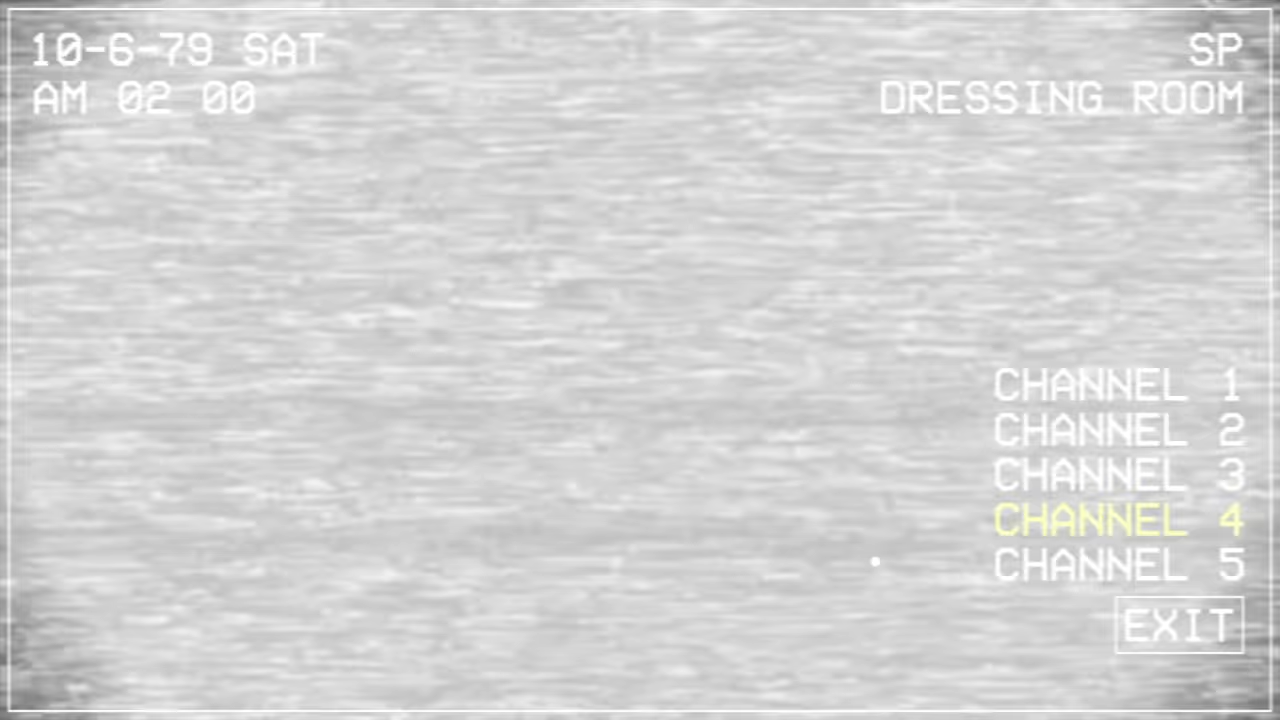 10-6-79 SAT
SP
AM 02 00
DRESSING ROOM
CHANNEL 1
CHANNEL 2
CHANNEL 3
CHANNEL 4
CHANNEL 5
EXIT